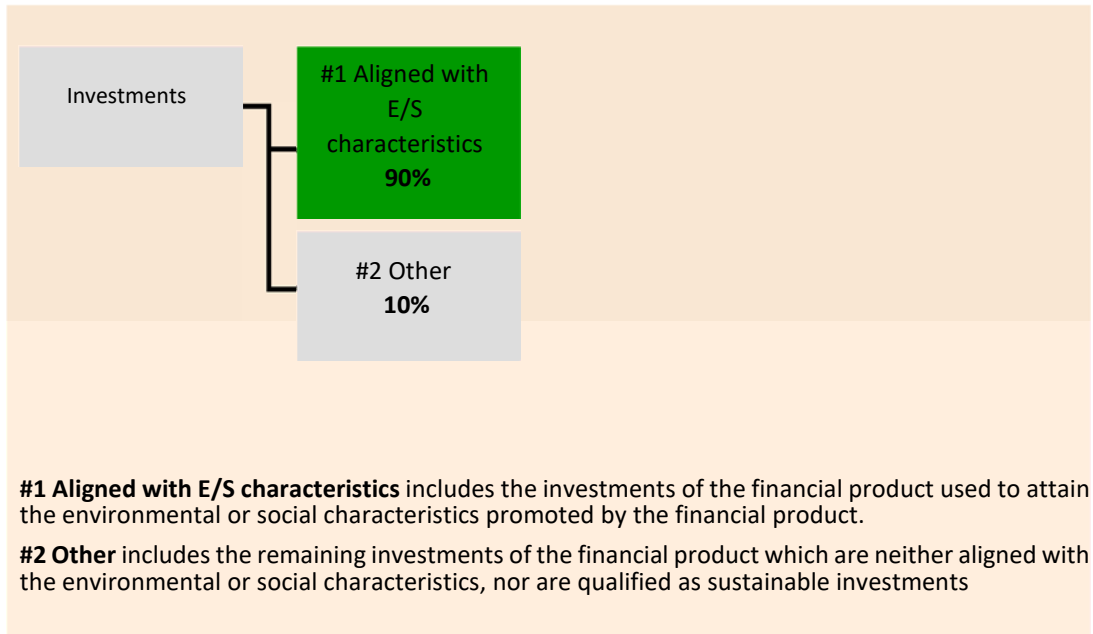 Investments
#1 Aligned with
E/S
characteristics
90%
#2 Other
10%
#1 Aligned with E/S characteristics includes the investments of the financial product used to attain
the environmental or social characteristics promoted by the financial product.
#2 Other includes the remaining investments of the financial product which are neither aligned with
the environmental or social characteristics, nor are qualified as sustainable investments